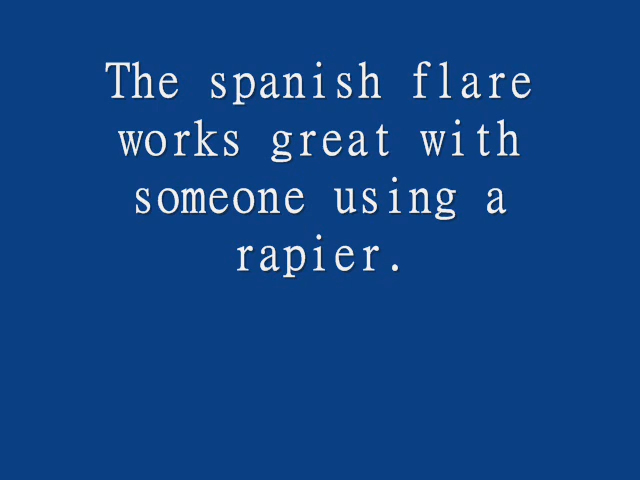 The spanish flare
works great with
someone using a
rapier.